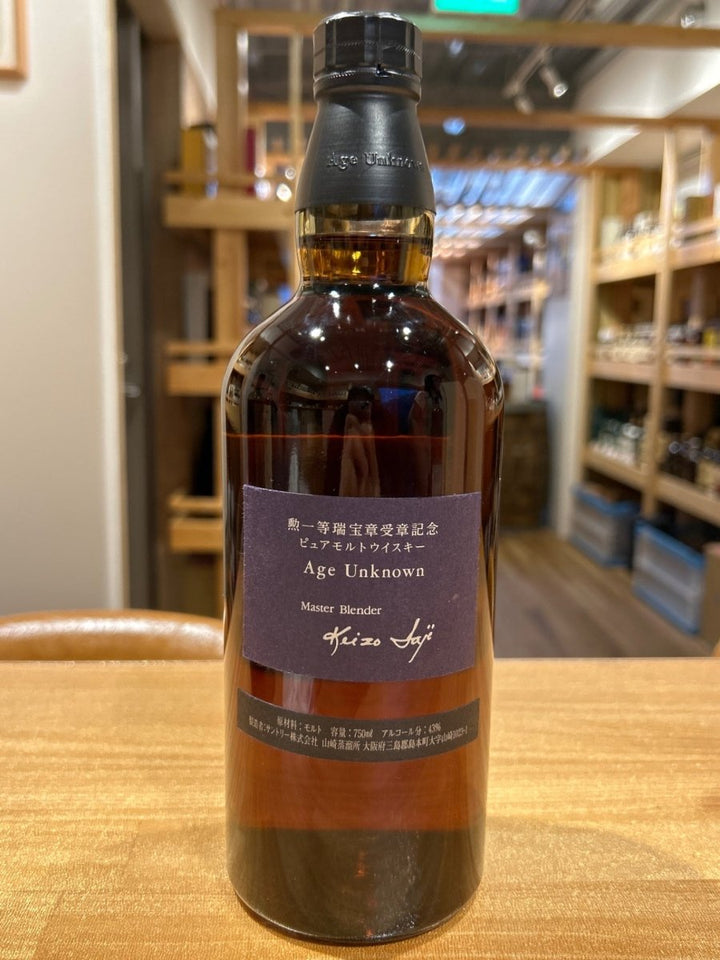 Age Unknown
勲一等瑞宝章受章記念
ピュアモルトウイスキー
Age Unknown
Master Blender
Keizo Saji
原材料：モルト 容量：750ml アルコール分：43%
製造者：サントリー株式会社 山崎蒸溜所 大阪府三島郡島本町大字山崎1023-1